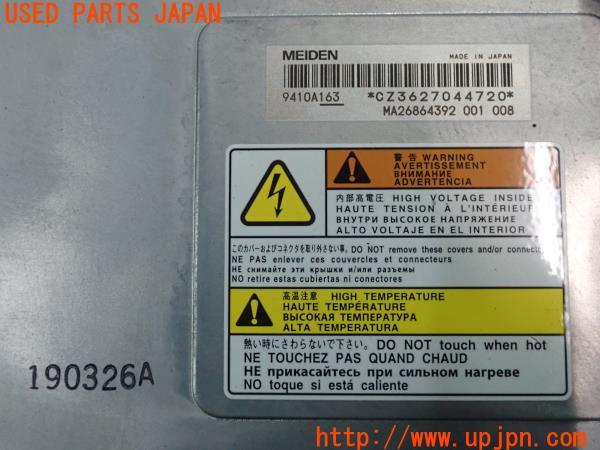 USED PARTS JAPAN
MEIDEN
MADE IN JAPAN
9410A163 *CZ3627044720*
MA26864392 001 008
警告 WARNING
AVERTISSEMENT
ВНИМАНИЕ
ADVERTENCIA
内部高電圧 HIGH VOLTAGE INSIDE
HAUTE TENSION À L'INTÉRIEUR
ВНУТРИ ВЫСОКОЕ НАПРЯЖЕНИЕ
ALTO VOLTAJE EN EL INTERIOR
このカバーおよびコネクタを取り外さない事。DO NOT remove these covers and/or connec
NE PAS enlever ces couvercles et connecteurs
НЕ снимайте эти крышки и/или разъемы
NO retire estas cubiertas ni conectores
高温注意 HIGH TEMPERATURE
HAUTE TEMPÉRATURE
ВЫСОКАЯ ТЕМПЕРАТУРА
ALTA TEMPERATURA
熱い時にさわらないで下さい。DO NOT touch when hot
NE TOUCHEZ PAS QUAND CHAUD
НЕ прикасайтесь при сильном нагреве
NO toque si está caliente
190326A
http://www.upjpn.com/